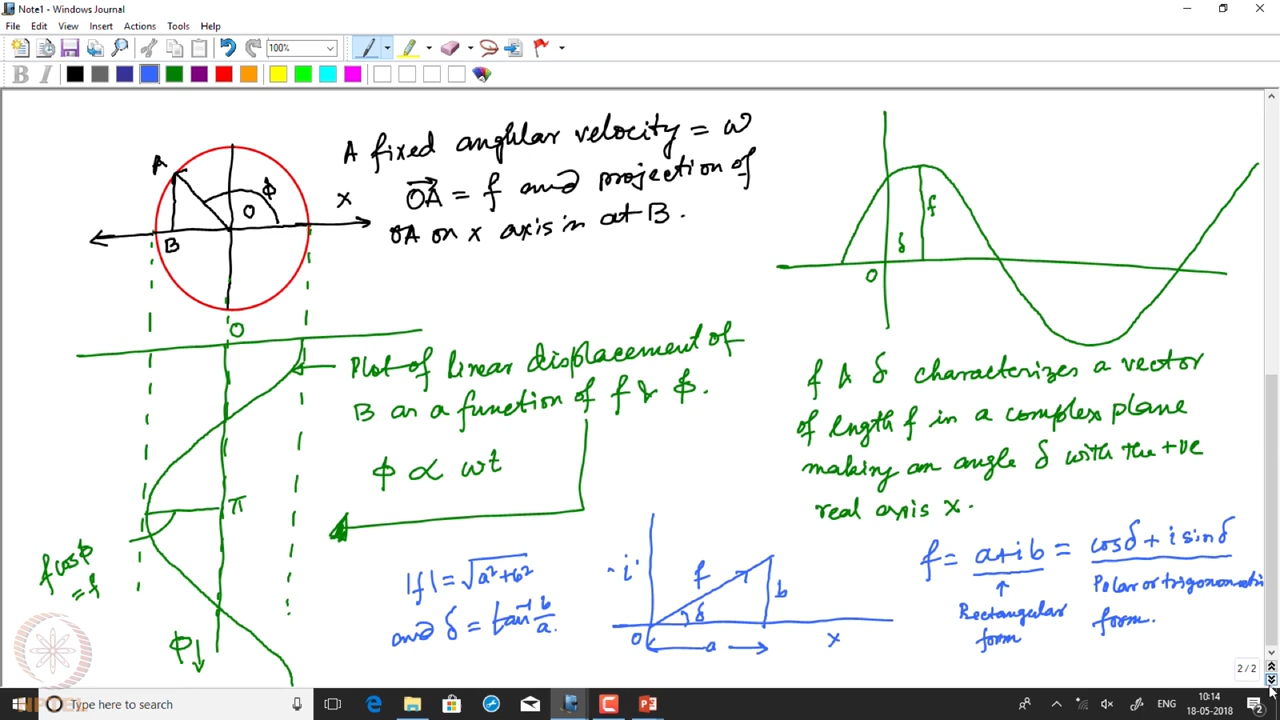 Note1 - Windows Journal
File Edit View Insert Actions Tools Help
100%
B I
A fixed angular velocity = ω
OA = f and projection of
OA on x axis in at B.
A
φ
O
x
B
O
Plot of linear displacement of
B as a function of f & φ.
φ ∝ ωt
π
f cosφ
= f
φ↓
f
δ
O
f & δ characterizes a vector
of length f in a complex plane
making an angle δ with the +ve
real axis x.
|f| = √a²+b²
and δ = tan⁻¹ b/a.
i
f
δ
b
O
a
x
f = a+ib = cosδ + i sinδ
↑
Rectangular
form
Polar or trigonometri
form.
2 / 2
Type here to search
ENG
10:14
18-05-2018
2